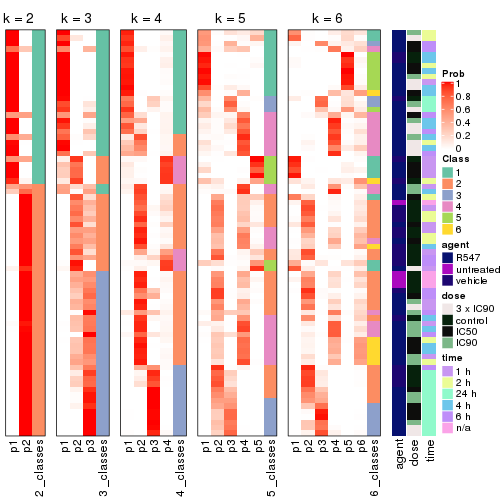 k = 2
k = 3
k = 4
k = 5
k = 6
Prob
1
0.8
0.6
0.4
0.2
0
Class
1
2
3
4
5
6
agent
R547
untreated
vehicle
dose
3 x IC90
control
IC50
IC90
time
1 h
2 h
24 h
4 h
6 h
n/a
p1
p2
2_classes
p1
p2
p3
3_classes
p1
p2
p3
p4
4_classes
p1
p2
p3
p4
p5
5_classes
p1
p2
p3
p4
p5
p6
6_classes
agent
dose
time